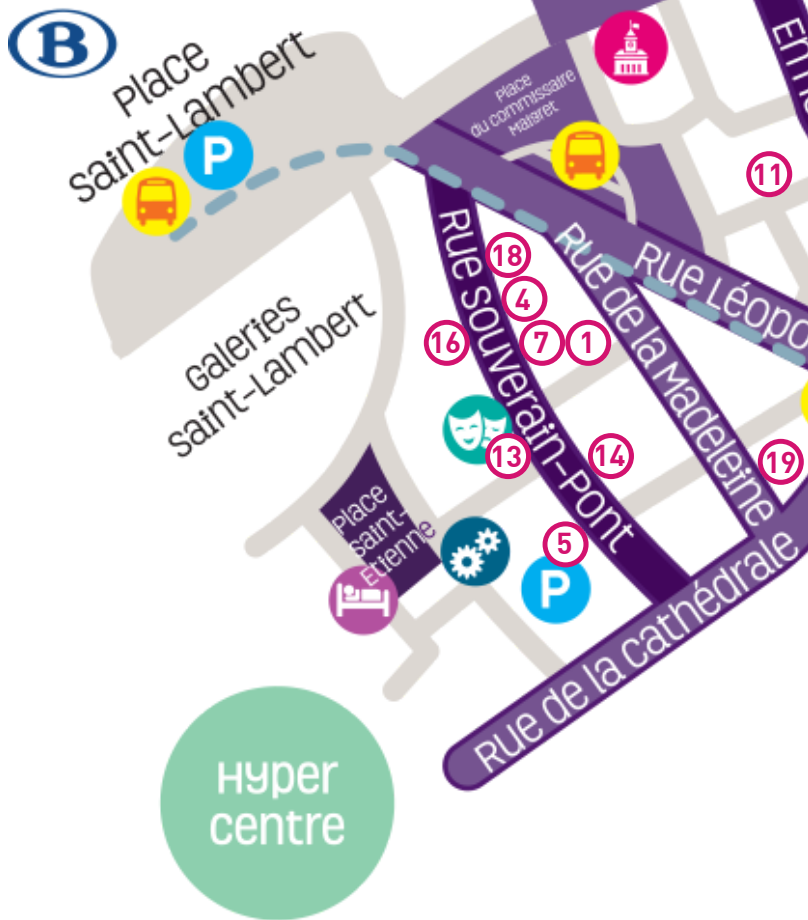 B
Place
saint-Lambert
P
Place
du commissaire
Maigret
11
Rue Léopo
Rue de la Madeleine
Rue souverain-Pont
18
4
16
7
1
Galeries
saint-Lambert
13
14
19
Place
saint-
Etienne
5
P
Rue de la cathédrale
Hyper
centre